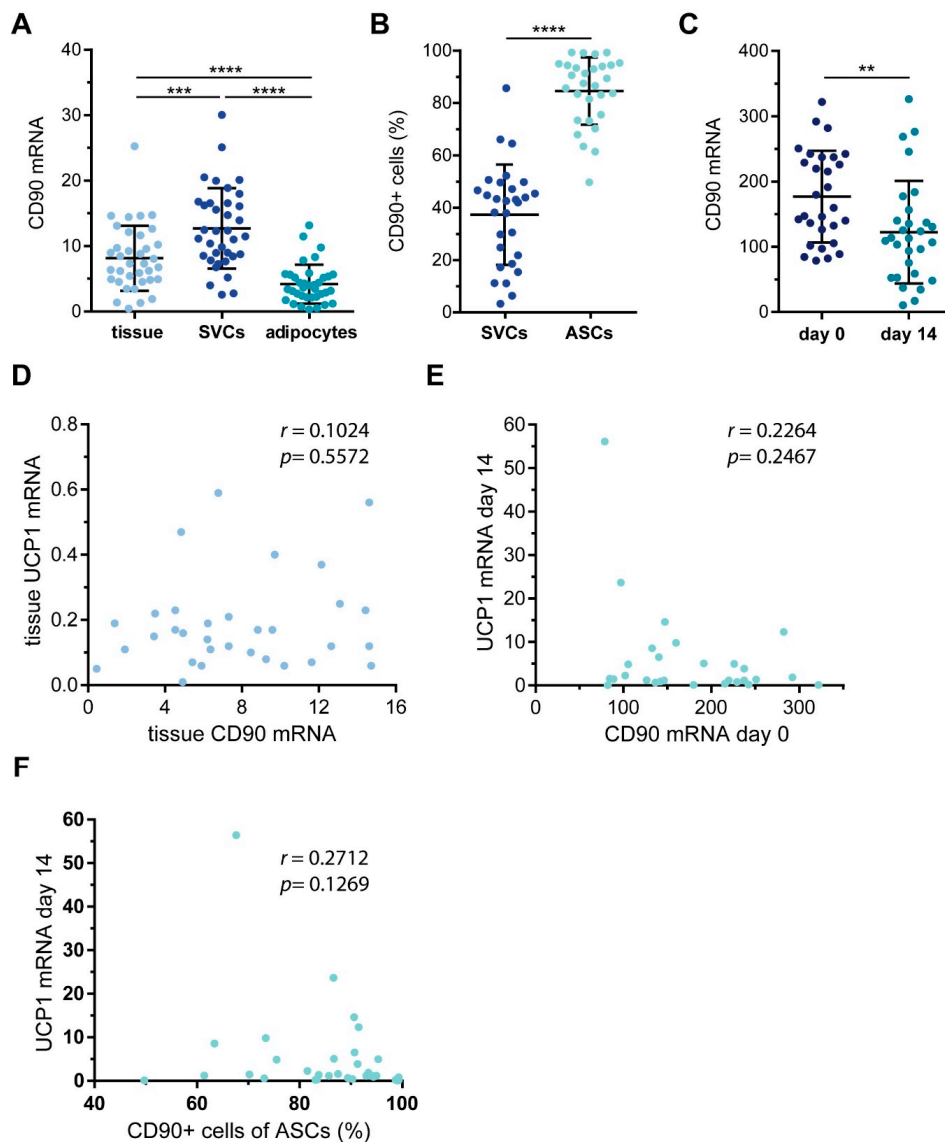 A
CD90 mRNA
40
30
20
10
0
****
*** ****
tissue SVCs adipocytes
B
CD90+ cells (%)
100
80
60
40
20
0
****
SVCs ASCs
C
CD90 mRNA
400
300
200
100
0
**
day 0 day 14
D
tissue UCP1 mRNA
0.8
0.6
0.4
0.2
0.0
r = 0.1024
p= 0.5572
0 4 8 12 16
tissue CD90 mRNA
E
UCP1 mRNA day 14
60
50
40
30
20
10
0
r = 0.2264
p= 0.2467
0 100 200 300
CD90 mRNA day 0
F
UCP1 mRNA day 14
60
50
40
30
20
10
0
r = 0.2712
p= 0.1269
40 60 80 100
CD90+ cells of ASCs (%)